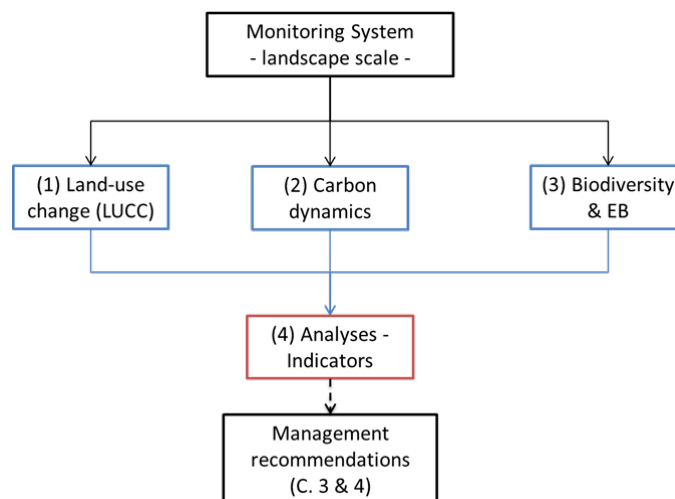 Monitoring System
- landscape scale -
(1) Land-use
change (LUCC)
(2) Carbon
dynamics
(3) Biodiversity
& EB
(4) Analyses -
Indicators
Management
recommendations
(C. 3 & 4)